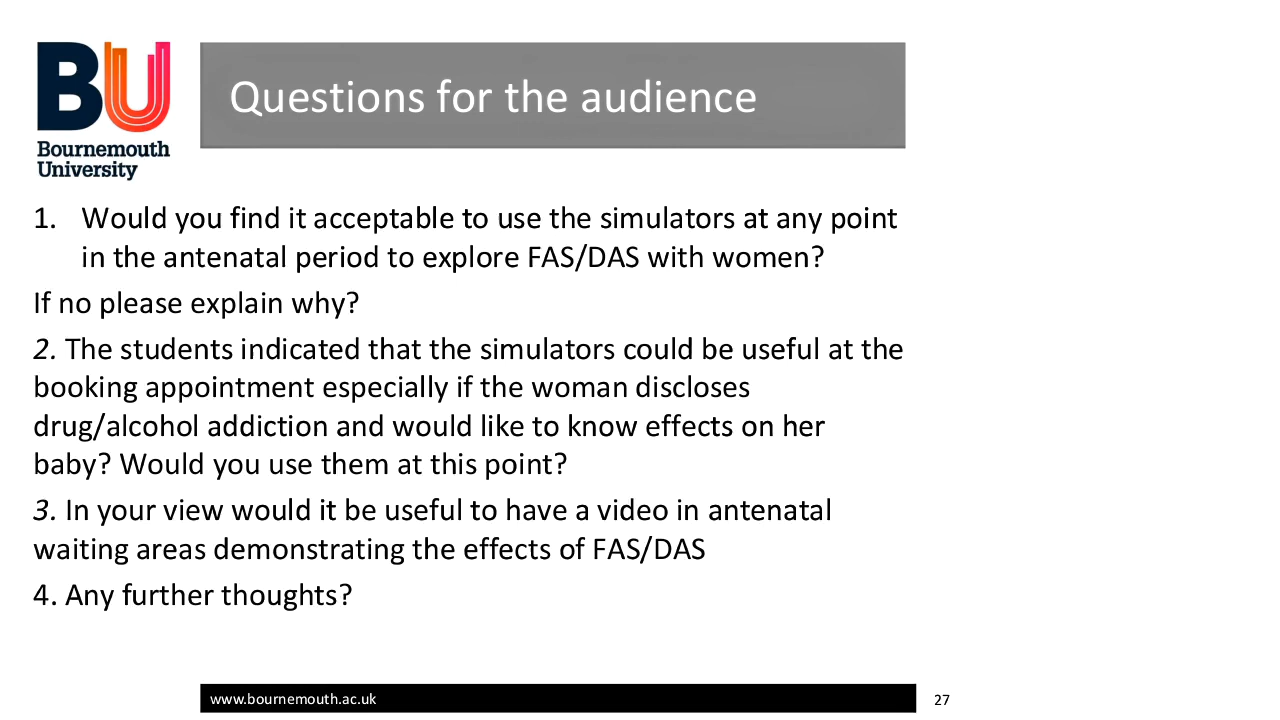 BU
Bournemouth
University
Questions for the audience
1. Would you find it acceptable to use the simulators at any point
in the antenatal period to explore FAS/DAS with women?
If no please explain why?
2. The students indicated that the simulators could be useful at the
booking appointment especially if the woman discloses
drug/alcohol addiction and would like to know effects on her
baby? Would you use them at this point?
3. In your view would it be useful to have a video in antenatal
waiting areas demonstrating the effects of FAS/DAS
4. Any further thoughts?
www.bournemouth.ac.uk
27